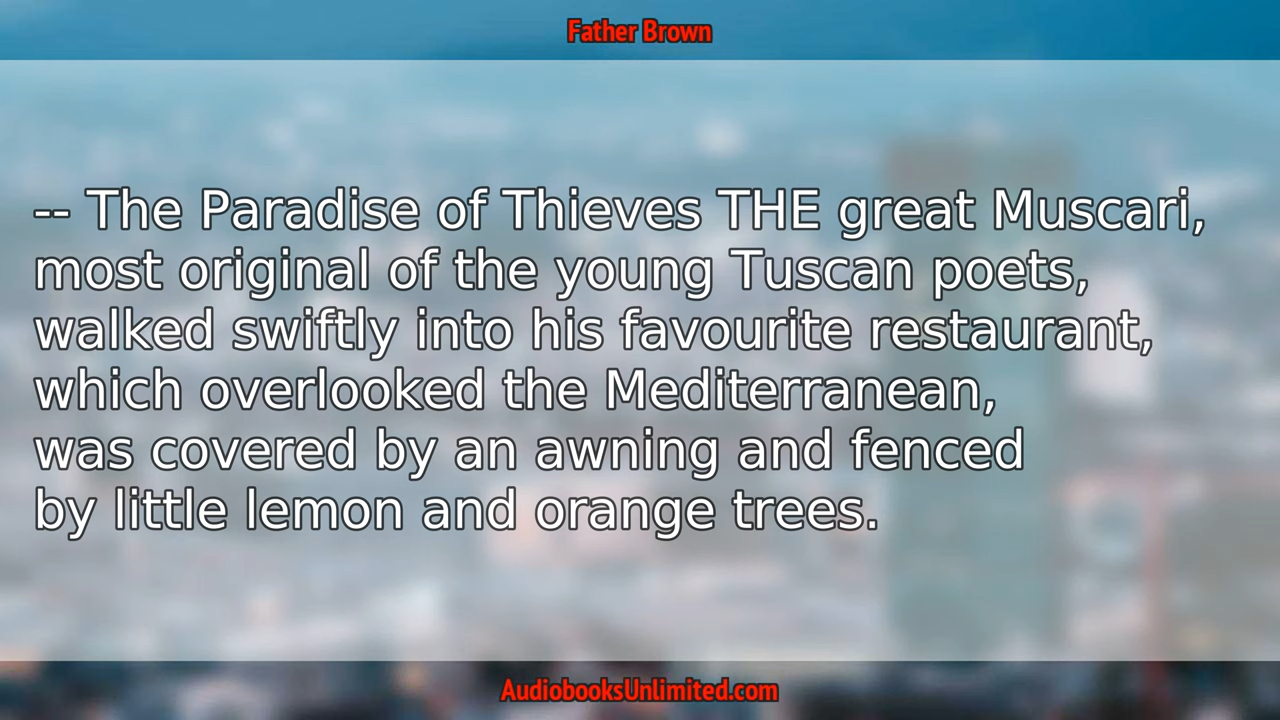 Father Brown
-- The Paradise of Thieves THE great Muscari,
most original of the young Tuscan poets,
walked swiftly into his favourite restaurant,
which overlooked the Mediterranean,
was covered by an awning and fenced
by little lemon and orange trees.
AudiobooksUnlimited.com